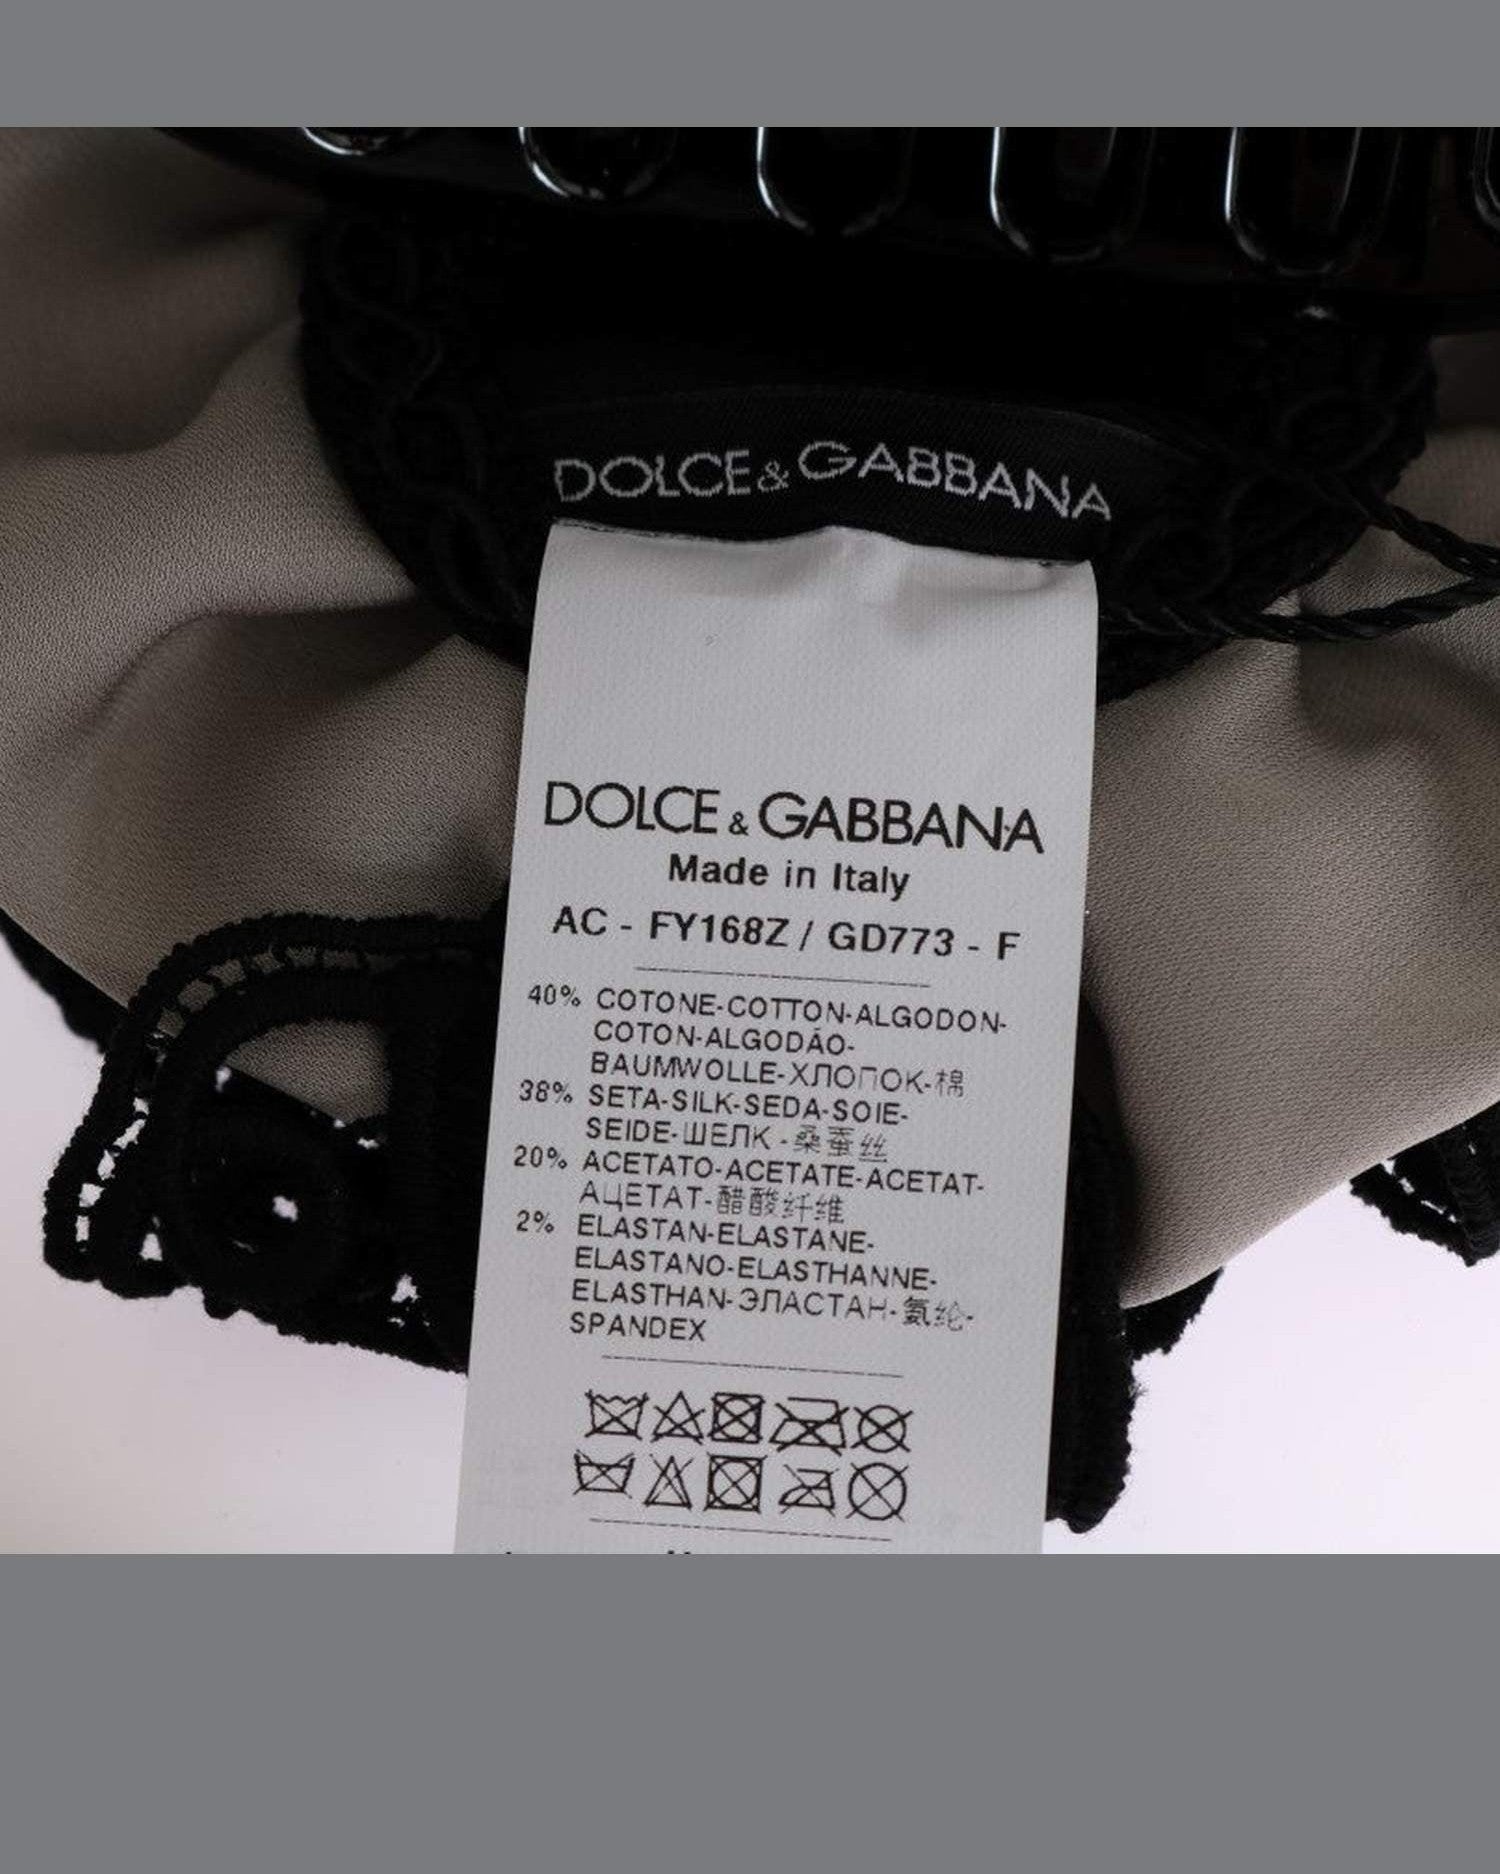 DOLCE&GABBANA
DOLCE & GABBANA
Made in Italy
AC - FY168Z / GD773 - F
40% COTONE-COTTON-ALGODON-
COTON-ALGODÃO-
BAUMWOLLE-ХЛОПОК-棉
38% SETA-SILK-SEDA-SOIE-
SEIDE-ШЕЛК -桑蚕丝
20% ACETATO-ACETATE-ACETAT-
АЦЕТАТ-醋酸纤维
2% ELASTAN-ELASTANE-
ELASTANO-ELASTHANNE-
ELASTHAN-ЭЛАСТАН-氨纶-
SPANDEX